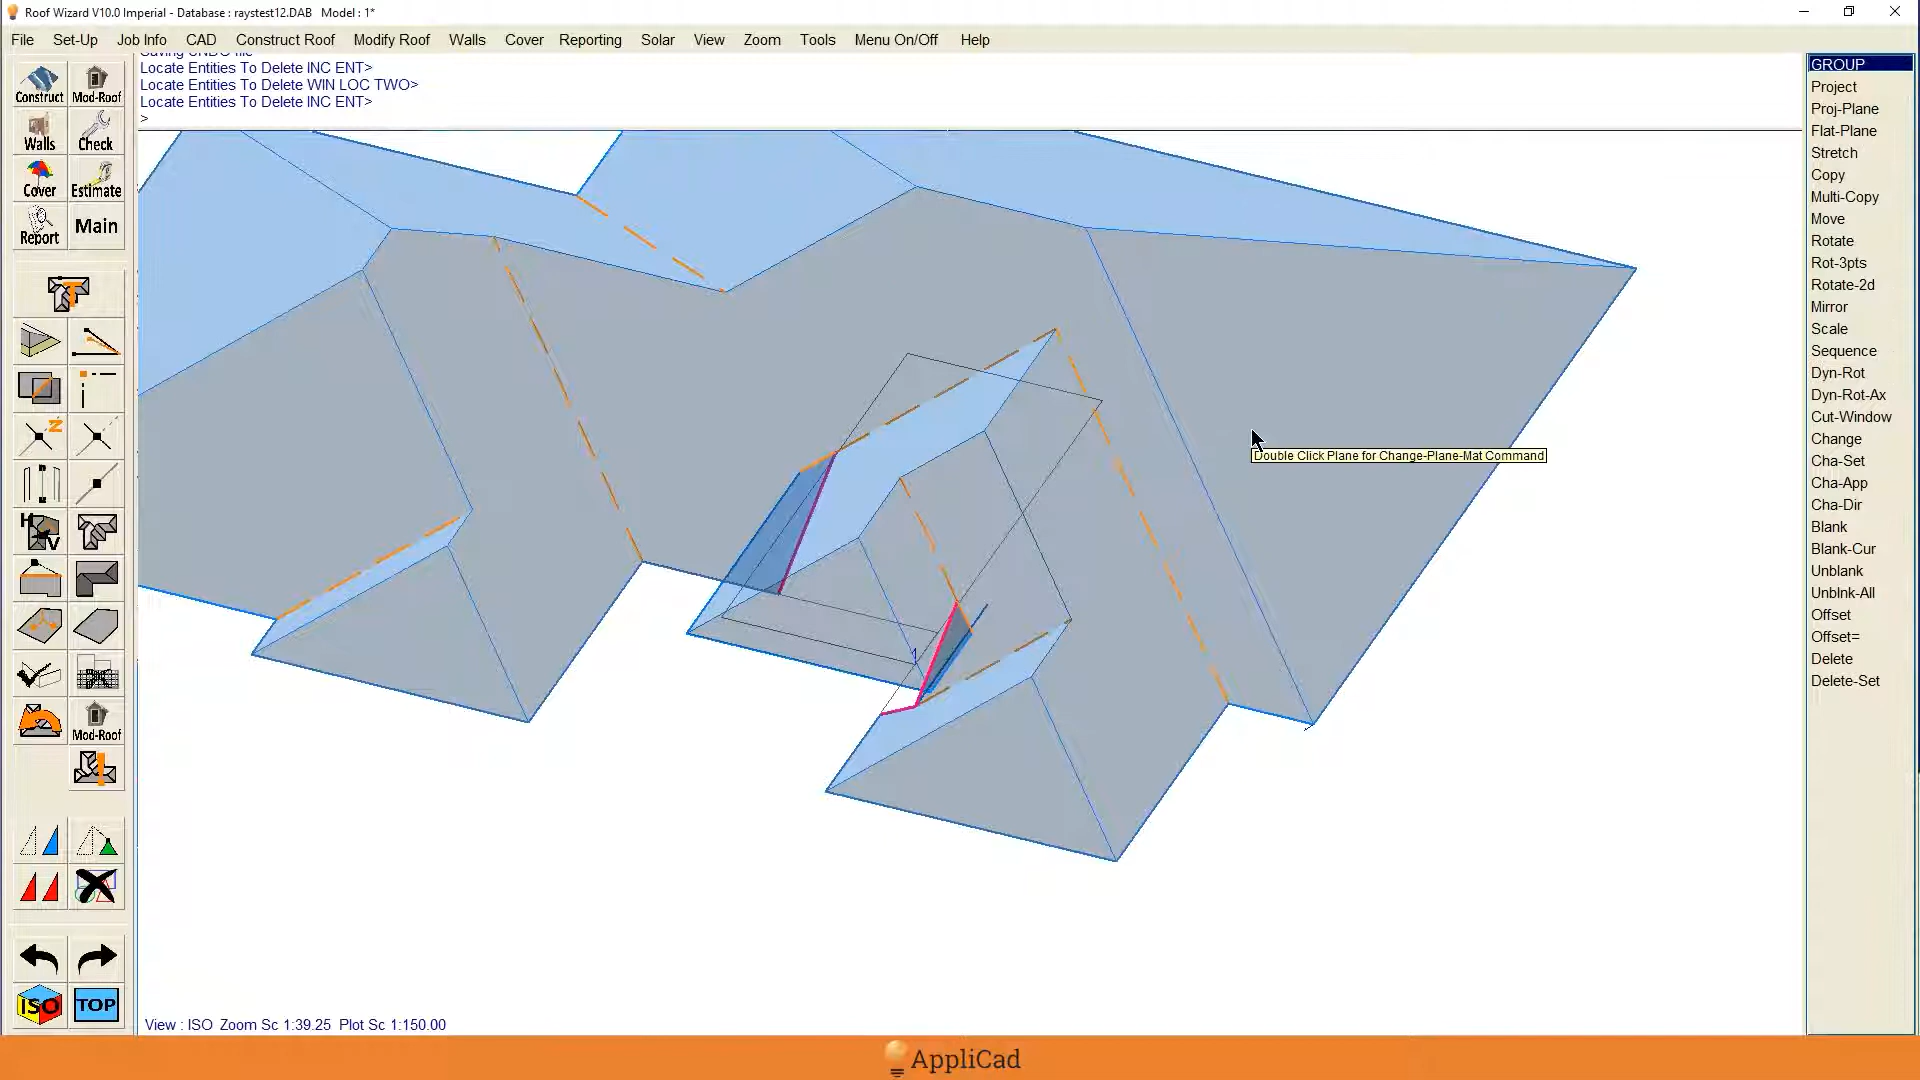 Roof Wizard V10.0 Imperial - Database : raystest12.DAB   Model : 1*
File Set-Up Job Info CAD Construct Roof Modify Roof Walls Cover Reporting Solar View Zoom Tools Menu On/Off Help
Saving UNDO file
Locate Entities To Delete INC ENT>
Locate Entities To Delete WIN LOC TWO>
Locate Entities To Delete INC ENT>
>
Construct Mod-Roof
Walls Check
Cover Estimate
Report Main
H
V
Z
Mod-Roof
ISO TOP
1
Double Click Plane for Change-Plane-Mat Command
View : ISO  Zoom Sc 1:39.25  Plot Sc 1:150.00
GROUP
Project
Proj-Plane
Flat-Plane
Stretch
Copy
Multi-Copy
Move
Rotate
Rot-3pts
Rotate-2d
Mirror
Scale
Sequence
Dyn-Rot
Dyn-Rot-Ax
Cut-Window
Change
Cha-Set
Cha-App
Cha-Dir
Blank
Blank-Cur
Unblank
Unblnk-All
Offset
Offset=
Delete
Delete-Set
AppliCad